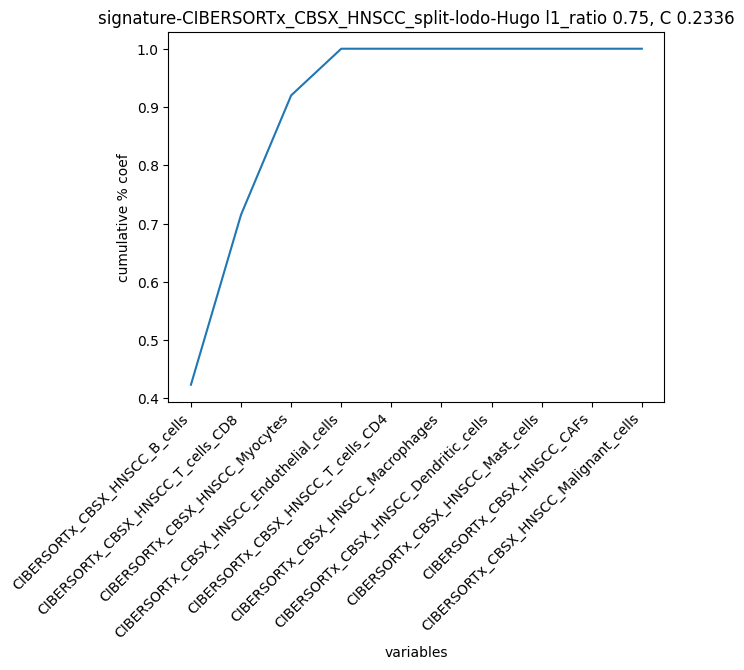 signature-CIBERSORTx_CBSX_HNSCC_split-lodo-Hugo l1_ratio 0.75, C 0.2336
1.0
0.9
0.8
0.7
0.6
0.5
0.4
cumulative % coef
CIBERSORTx_CBSX_HNSCC_B_cells
CIBERSORTx_CBSX_HNSCC_T_cells_CD8
CIBERSORTx_CBSX_HNSCC_Myocytes
CIBERSORTx_CBSX_HNSCC_Endothelial_cells
CIBERSORTx_CBSX_HNSCC_T_cells_CD4
CIBERSORTx_CBSX_HNSCC_Macrophages
CIBERSORTx_CBSX_HNSCC_Dendritic_cells
CIBERSORTx_CBSX_HNSCC_Mast_cells
CIBERSORTx_CBSX_HNSCC_CAFs
CIBERSORTx_CBSX_HNSCC_Malignant_cells
variables